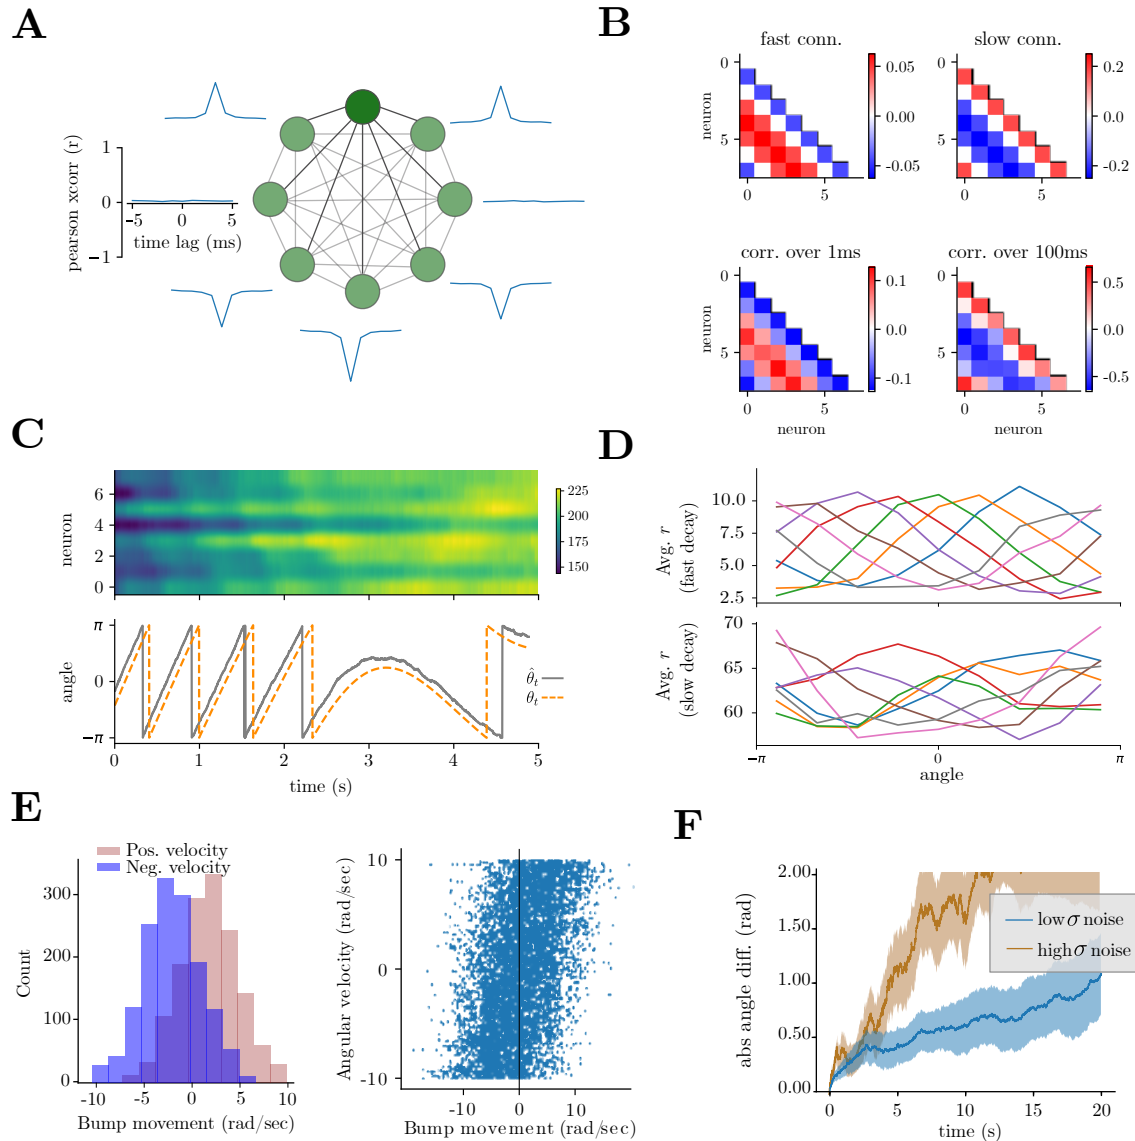 A
pearson xcorr (r)
1
0
−1
−5 0 5
time lag (ms)
B
fast conn.
slow conn.
neuron
0
5
0 5
0.05
0.00
-0.05
0
5
0 5
0.2
0.0
-0.2
corr. over 1ms
corr. over 100ms
neuron
0
5
0 5
neuron
0.1
0.0
-0.1
0
5
0 5
neuron
0.5
0.0
-0.5
C
neuron
6
4
2
0
225
200
175
150
angle
π
0
−π
θ̂t
θ̂t
0 1 2 3 4 5
time (s)
D
Avg. r
(fast decay)
10.0
7.5
5.0
2.5
Avg. r
(slow decay)
70
65
60
−π 0 π
angle
E
Pos. velocity
Neg. velocity
Count
300
200
100
0
-10 -5 0 5 10
Bump movement (rad/sec)
Angular velocity (rad/sec)
10
0
-10
-10 0 10
Bump movement (rad/sec)
F
abs angle diff. (rad)
2.00
1.50
1.00
0.50
0.00
low σ noise
high σ noise
0 5 10 15 20
time (s)